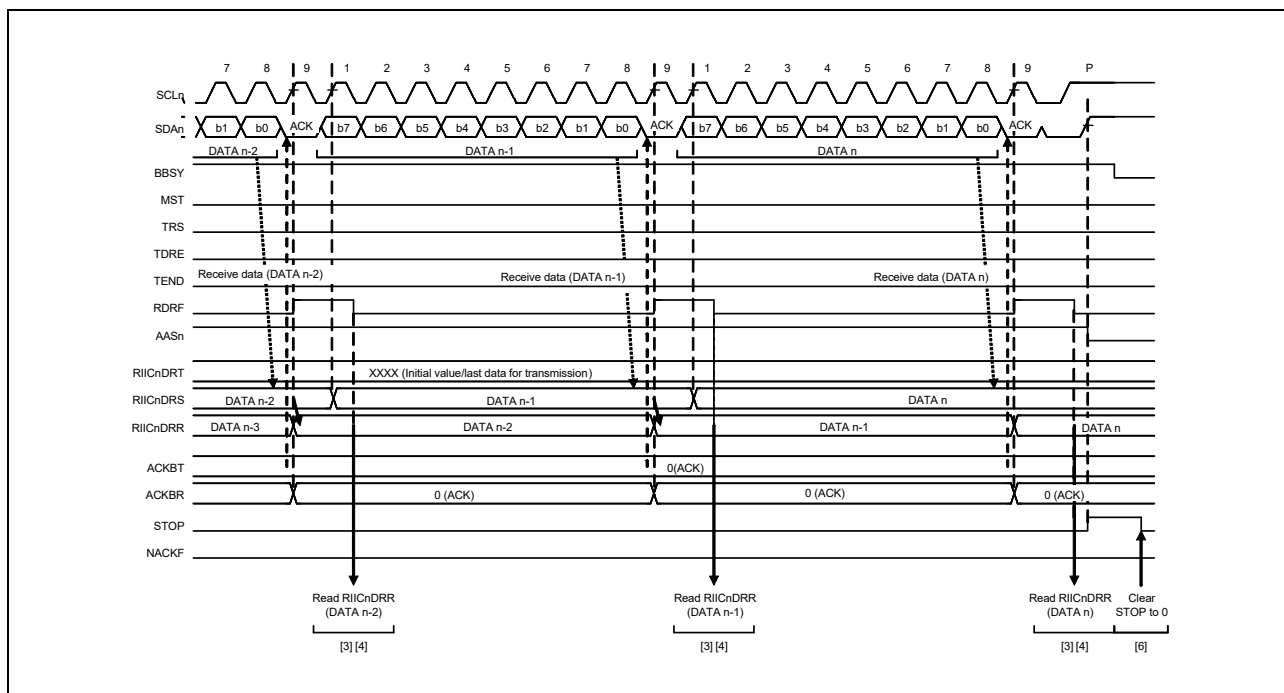 7 8 9 1 2 3 4 5 6 7 8 9 1 2 3 4 5 6 7 8 9 P
SCLn
SDAn b1 b0 ACK b7 b6 b5 b4 b3 b2 b1 b0 ACK b7 b6 b5 b4 b3 b2 b1 b0 ACK
DATA n-2 DATA n-1 DATA n
BBSY
MST
TRS
TDRE
Receive data (DATA n-2) Receive data (DATA n-1) Receive data (DATA n)
TEND
RDRF
AASn
RIICnDRT XXXX (Initial value/last data for transmission)
RIICnDRS DATA n-2 DATA n-1 DATA n
RIICnDRR DATA n-3 DATA n-2 DATA n-1 DATA n
ACKBT 0(ACK)
ACKBR 0 (ACK) 0 (ACK) 0 (ACK)
STOP
NACKF
Read RIICnDRR Read RIICnDRR Read RIICnDRR Clear
(DATA n-2) (DATA n-1) (DATA n) STOP to 0
[3] [4] [3] [4] [3] [4] [6]